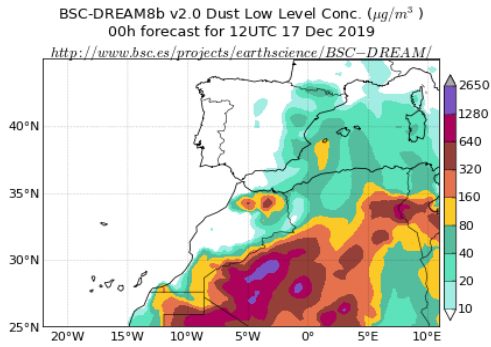 BSC-DREAM8b v2.0 Dust Low Level Conc. (μg/m³ )
00h forecast for 12UTC 17 Dec 2019
http://www.bsc.es/projects/earthscience/BSC−DREAM/
40°N
35°N
30°N
25°N
20°W
15°W
10°W
5°W
0°
5°E
10°E
2650
1280
640
320
160
80
40
20
10